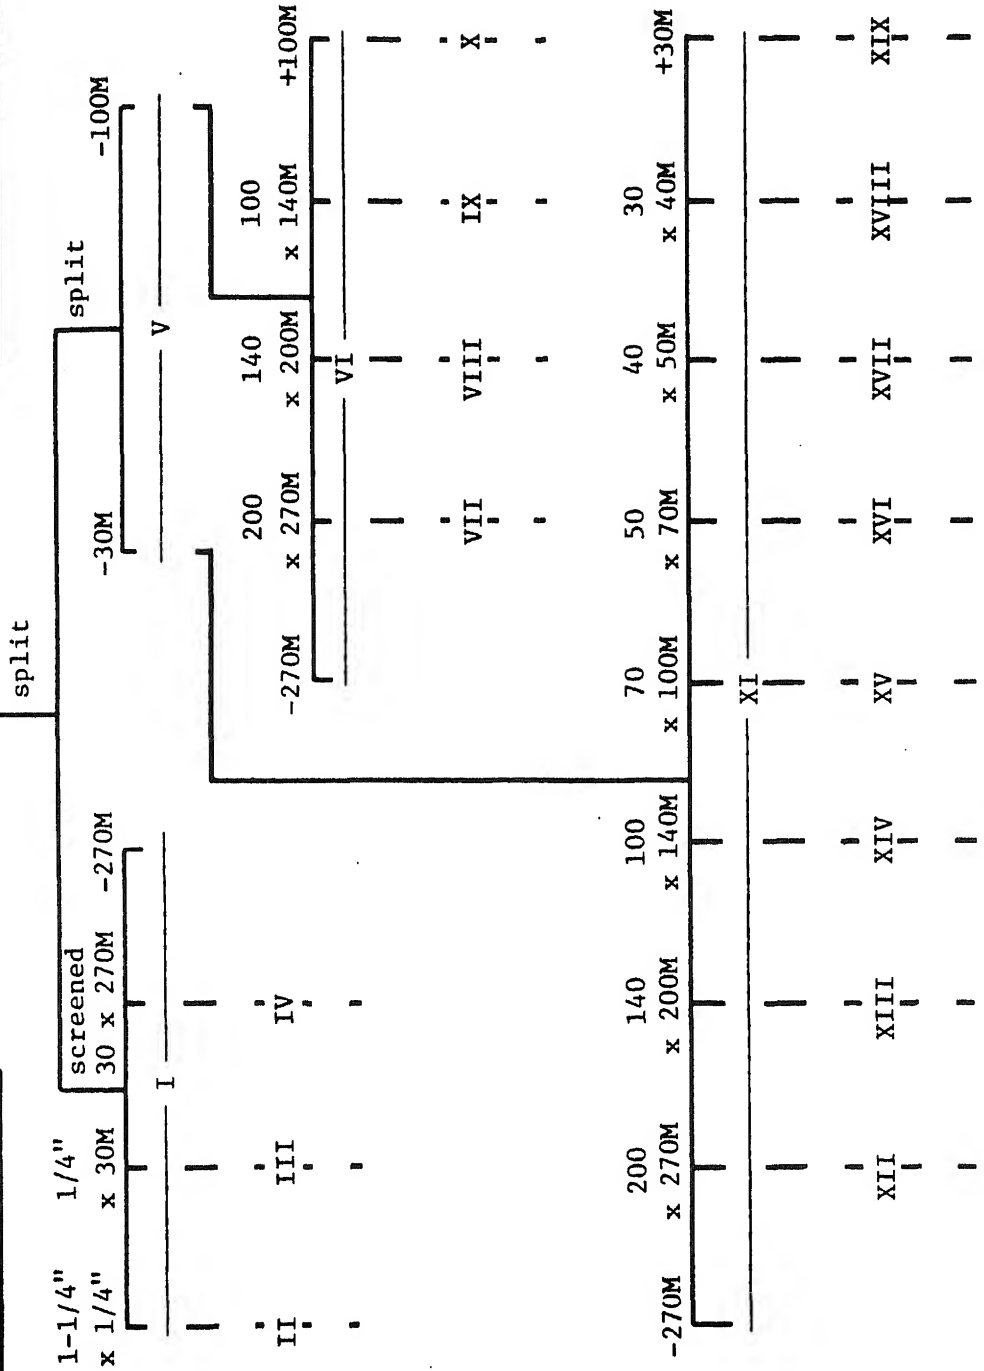 split
screened
split
1-1/4"
x 1/4"
1/4"
x 30M
30 x 270M
-270M
-30M
-100M
I
V
II
III
IV
200
x 270M
140
x 200M
100
x 140M
-270M
+100M
VI
VII
VIII
IX
X
-270M
200
x 270M
140
x 200M
100
x 140M
70
x 100M
50
x 70M
40
x 50M
30
x 40M
+30M
XI
XII
XIII
XIV
XV
XVI
XVII
XVIII
XIX